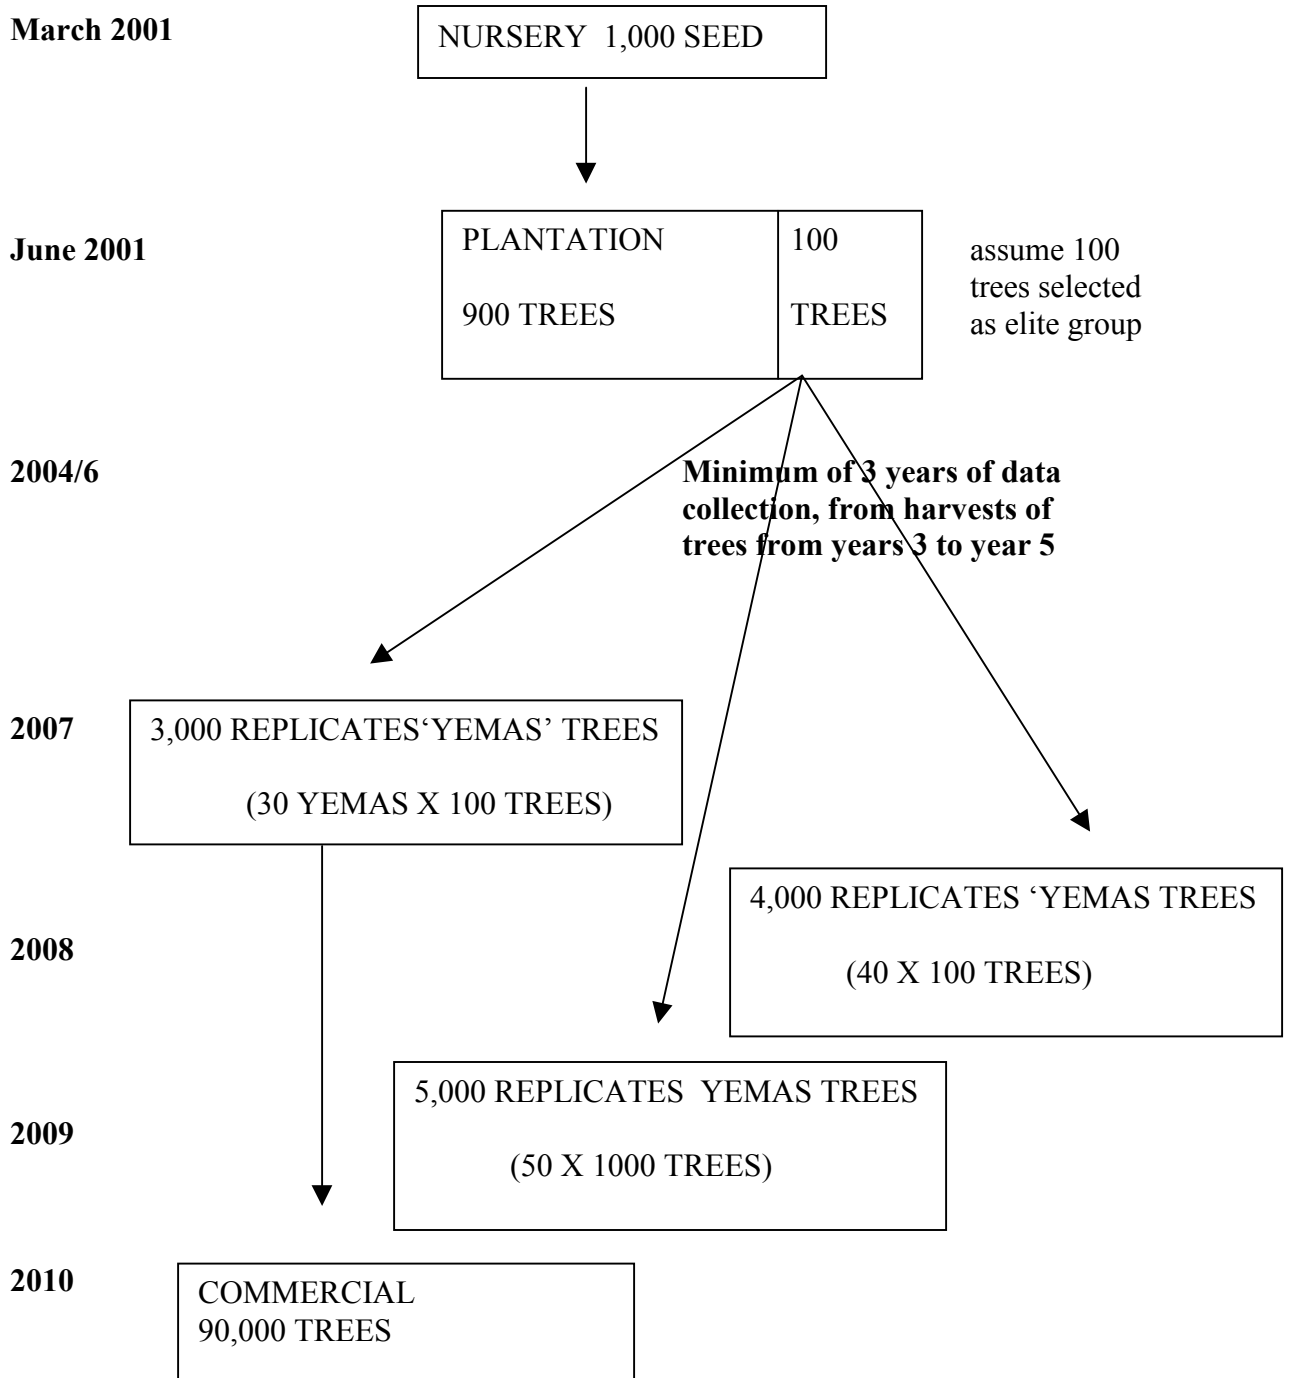 March 2001
NURSERY  1,000 SEED
June 2001
PLANTATION
900 TREES
100
TREES
assume 100
trees selected
as elite group
2004/6
Minimum of 3 years of data
collection, from harvests of
trees from years 3 to year 5
2007
3,000 REPLICATES‘YEMAS’ TREES
(30 YEMAS X 100 TREES)
2008
4,000 REPLICATES ‘YEMAS TREES
(40 X 100 TREES)
2009
5,000 REPLICATES  YEMAS TREES
(50 X 1000 TREES)
2010
COMMERCIAL
90,000 TREES